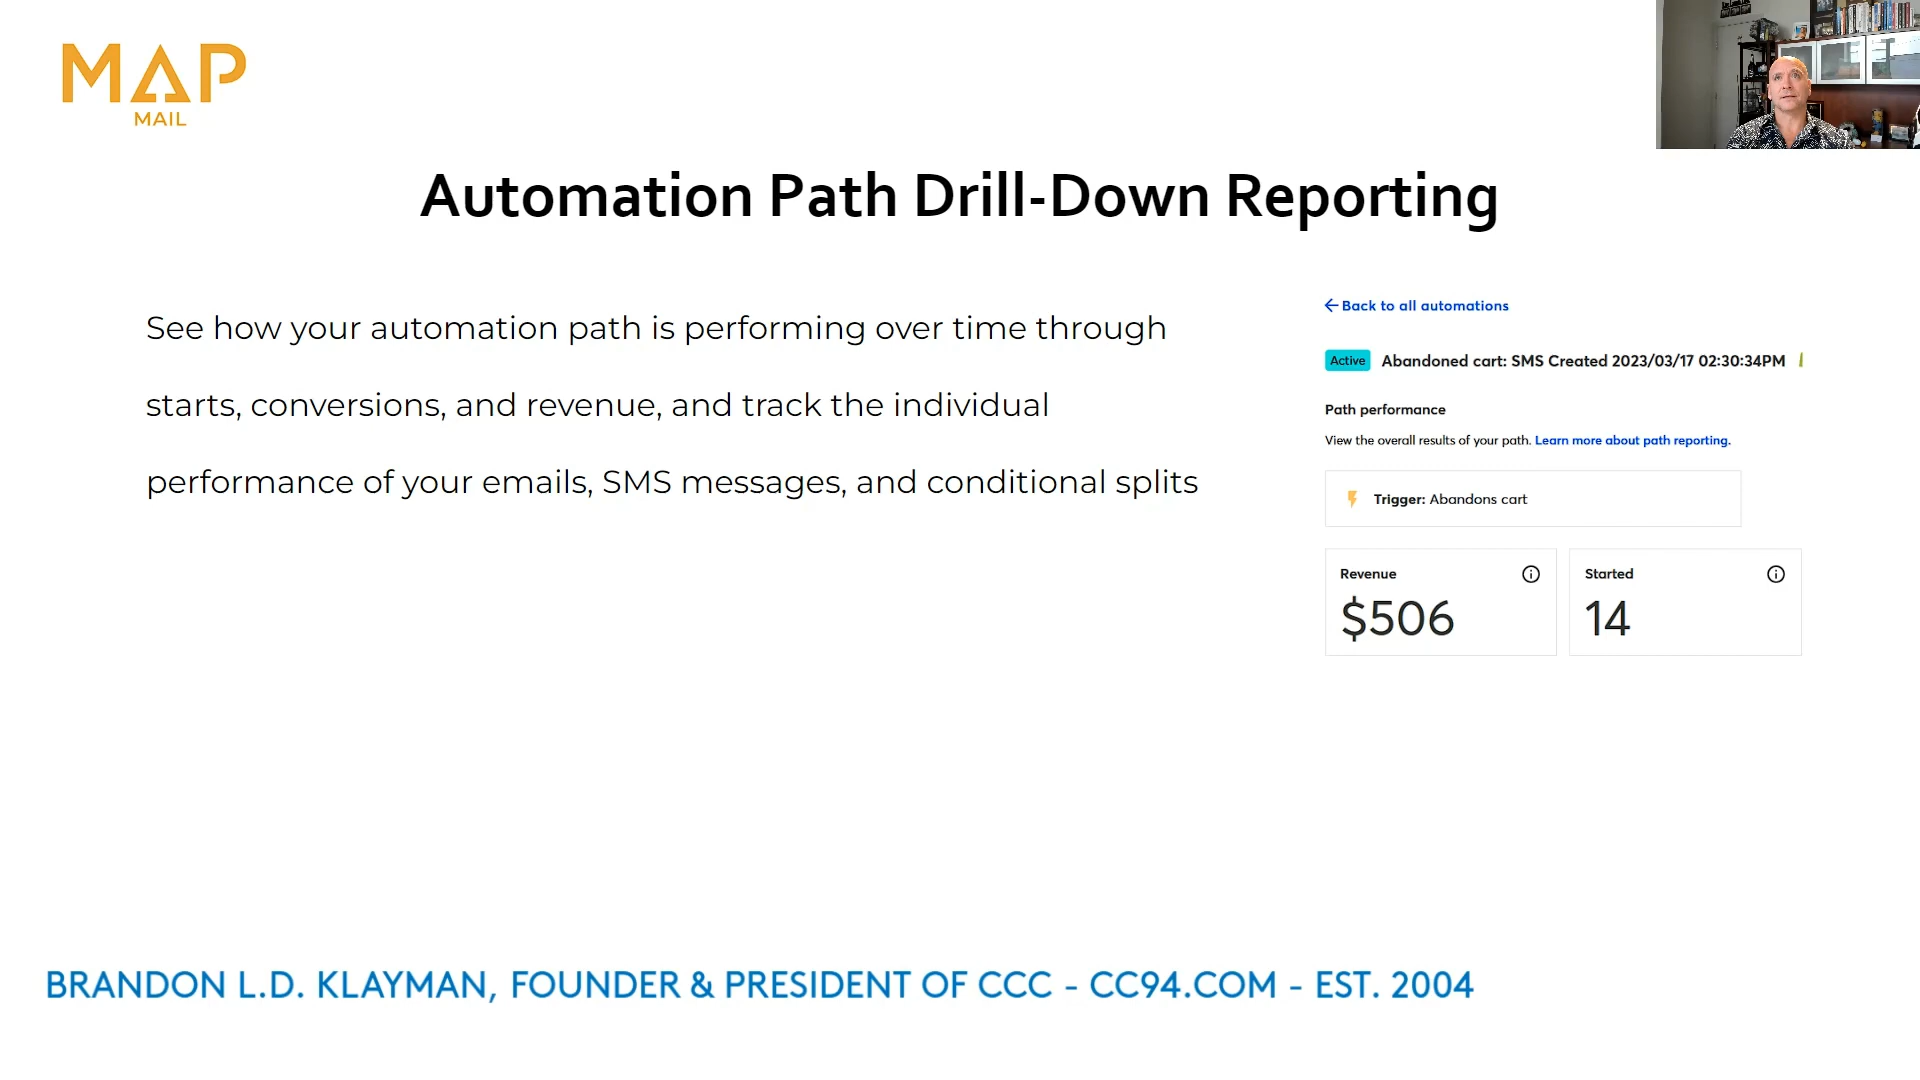 MAP
MAIL
Automation Path Drill-Down Reporting
See how your automation path is performing over time through
starts, conversions, and revenue, and track the individual
performance of your emails, SMS messages, and conditional splits
Back to all automations
Active Abandoned cart: SMS Created 2023/03/17 02:30:34PM
Path performance
View the overall results of your path. Learn more about path reporting.
Trigger: Abandons cart
Revenue
$506
Started
14
BRANDON L.D. KLAYMAN, FOUNDER & PRESIDENT OF CCC - CC94.COM - EST. 2004